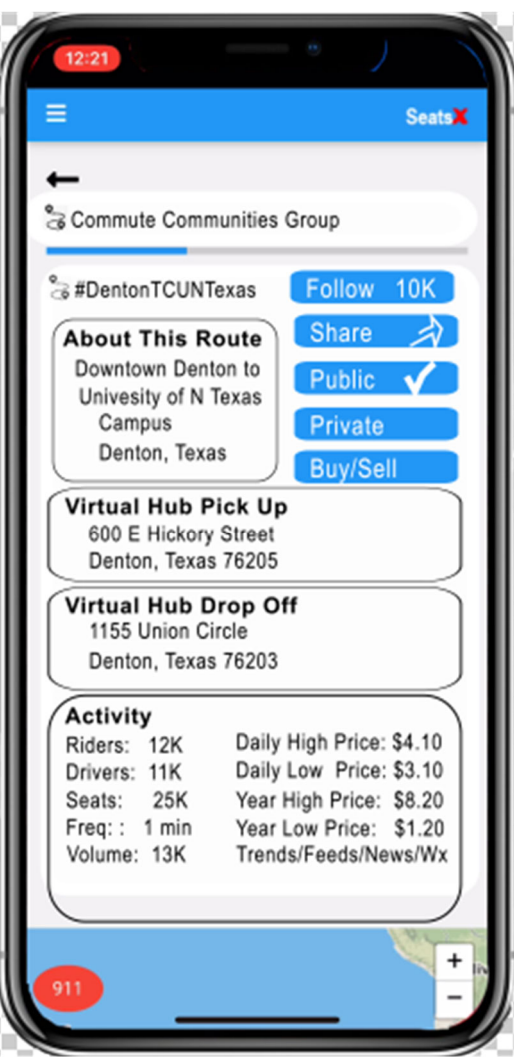 12:21
SeatsX
Commute Communities Group
#DentonTCUNTexas
Follow 10K
Share
Public
Private
Buy/Sell
About This Route
Downtown Denton to
Univesity of N Texas
Campus
Denton, Texas
Virtual Hub Pick Up
600 E Hickory Street
Denton, Texas 76205
Virtual Hub Drop Off
1155 Union Circle
Denton, Texas 76203
Activity
Riders: 12K
Drivers: 11K
Seats: 25K
Freq: : 1 min
Volume: 13K
Daily High Price: $4.10
Daily Low Price: $3.10
Year High Price: $8.20
Year Low Price: $1.20
Trends/Feeds/News/Wx
911
+
−